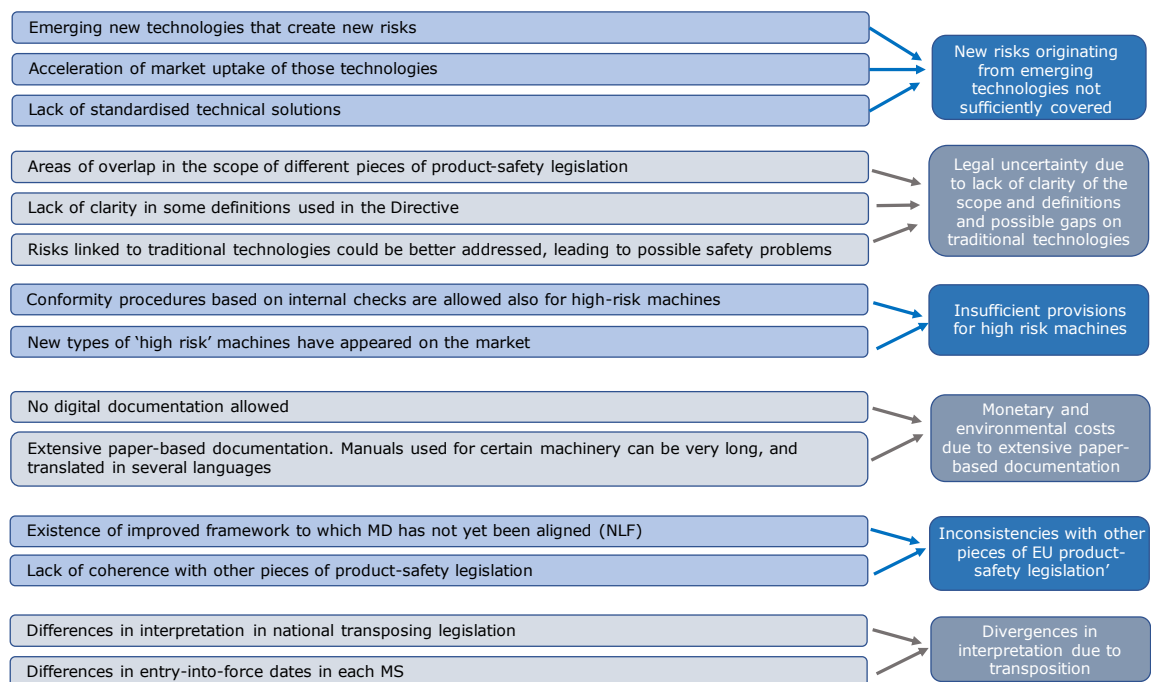 Emerging new technologies that create new risks
Acceleration of market uptake of those technologies
Lack of standardised technical solutions
New risks originating
from emerging
technologies not
sufficiently covered
Areas of overlap in the scope of different pieces of product-safety legislation
Lack of clarity in some definitions used in the Directive
Risks linked to traditional technologies could be better addressed, leading to possible safety problems
Legal uncertainty due
to lack of clarity of the
scope and definitions
and possible gaps on
traditional technologies
Conformity procedures based on internal checks are allowed also for high-risk machines
New types of ‘high risk’ machines have appeared on the market
Insufficient provisions
for high risk machines
No digital documentation allowed
Extensive paper-based documentation. Manuals used for certain machinery can be very long, and
translated in several languages
Monetary and
environmental costs
due to extensive paper-
based documentation
Existence of improved framework to which MD has not yet been aligned (NLF)
Lack of coherence with other pieces of product-safety legislation
Inconsistencies with other
pieces of EU product-
safety legislation’
Differences in interpretation in national transposing legislation
Differences in entry-into-force dates in each MS
Divergences in
interpretation due to
transposition